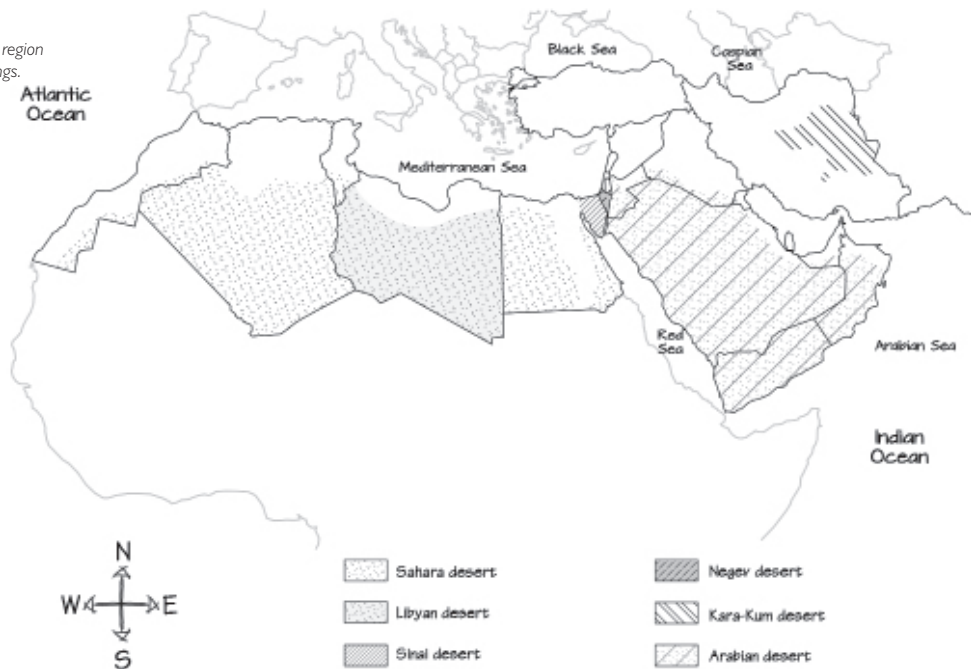 region
ngs.
Atlantic
Ocean
Black Sea
Caspian
Sea
Mediterranean Sea
Red
Sea
Arabian Sea
Indian
Ocean
N
W E
S
Sahara desert
Libyan desert
Sinai desert
Negev desert
Kara-Kum desert
Arabian desert